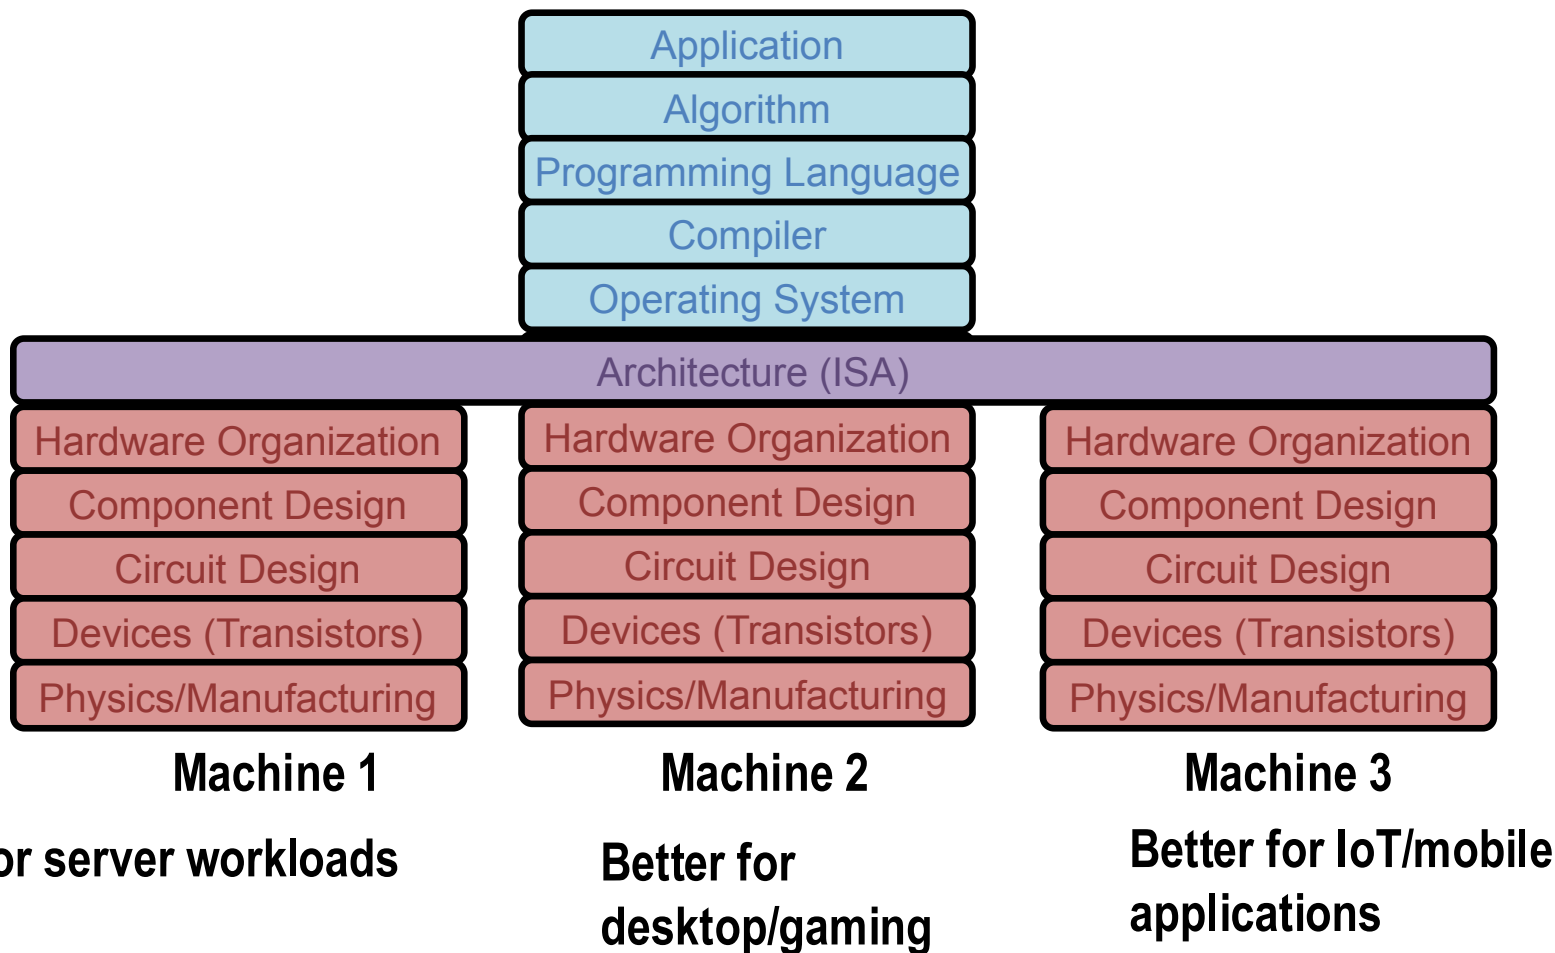 Application
Algorithm
Programming Language
Compiler
Operating System
Architecture (ISA)
Hardware Organization
Component Design
Circuit Design
Devices (Transistors)
Physics/Manufacturing
Machine 1
or server workloads
Hardware Organization
Component Design
Circuit Design
Devices (Transistors)
Physics/Manufacturing
Machine 2
Better for
desktop/gaming
Hardware Organization
Component Design
Circuit Design
Devices (Transistors)
Physics/Manufacturing
Machine 3
Better for IoT/mobile
applications